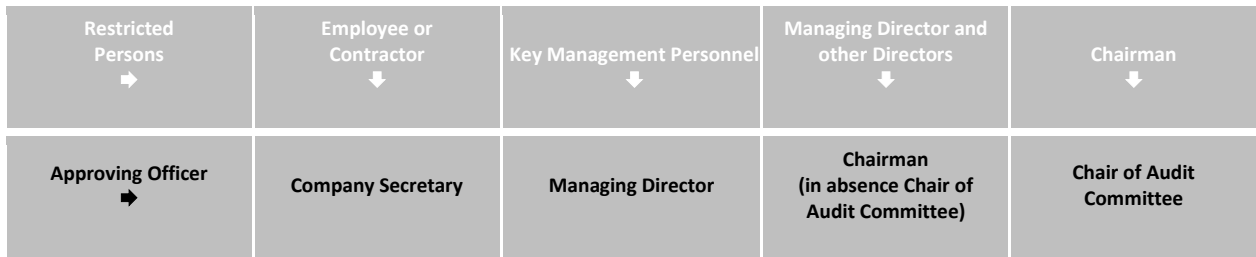 Restricted
Persons
Employee or
Contractor
Key Management Personnel
Managing Director and
other Directors
Chairman
Approving Officer
Company Secretary
Managing Director
Chairman
(in absence Chair of
Audit Committee)
Chair of Audit
Committee